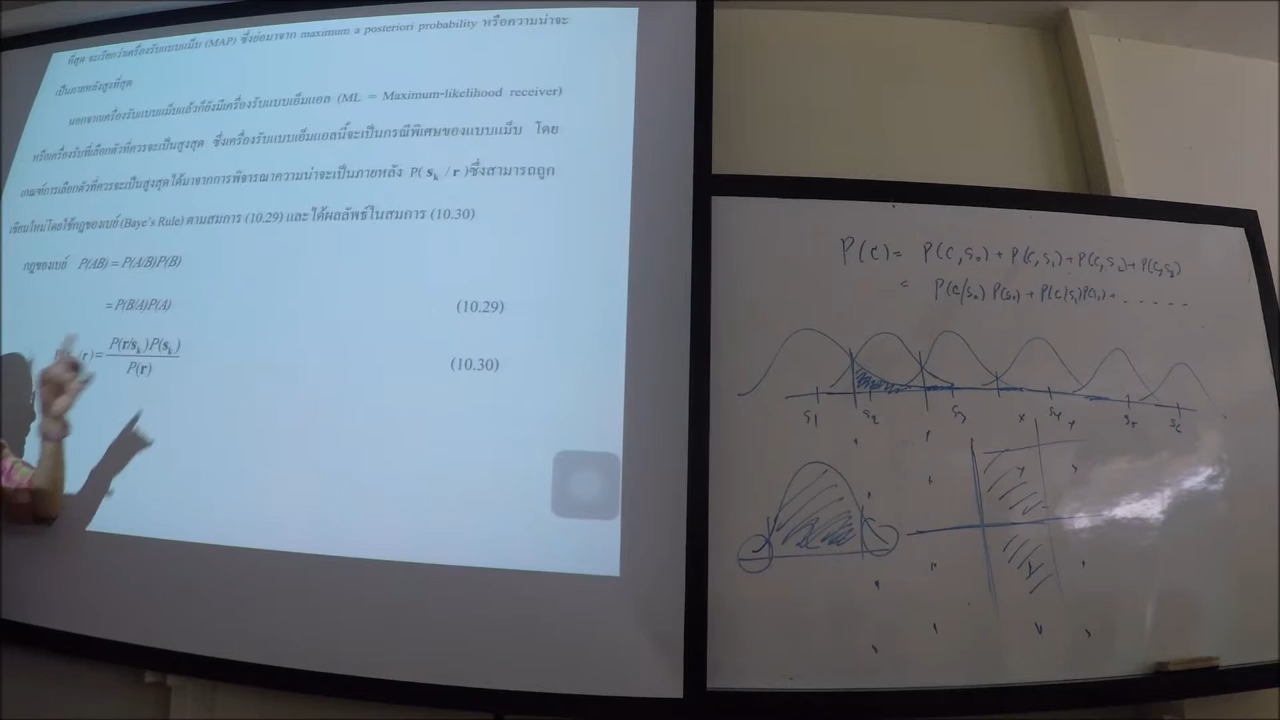 ที่สุด จะเรียกว่าเครื่องรับแบบแม็บ (MAP) ซึ่งย่อมาจาก maximum a posteriori probability หรือความน่าจะ
เป็นภายหลังสูงที่สุด
นอกจากเครื่องรับแบบแม็บแล้วก็ยังมีเครื่องรับแบบเอ็มแอล (ML = Maximum-likelihood receiver)
หรือเครื่องรับที่เลือกตัวที่ควรจะเป็นสูงสุด ซึ่งเครื่องรับแบบเอ็มแอลนี้จะเป็นกรณีพิเศษของแบบแม็บ โดย
เกณฑ์การเลือกตัวที่ควรจะเป็นสูงสุดได้มาจากการพิจารณาความน่าจะเป็นภายหลัง P( s_k / r )ซึ่งสามารถถูก
เขียนใหม่โดยใช้กฎของเบย์ (Baye's Rule) ตามสมการ (10.29) และได้ผลลัพธ์ในสมการ (10.30)
กฎของเบย์ P(AB) = P(A/B)P(B)
= P(B/A)P(A) (10.29)
/r) = P(r/s_k)P(s_k) / P(r) (10.30)
P(c) = P(c,s₀) + P(c,s₁) + P(c,s₂) + P(c,s₃)
= P(c/s₀) P(s₀) + P(c/s₁)P(s₁) + . . . . . .
s₁ s₂ s₃ s₄ s₅ s₆